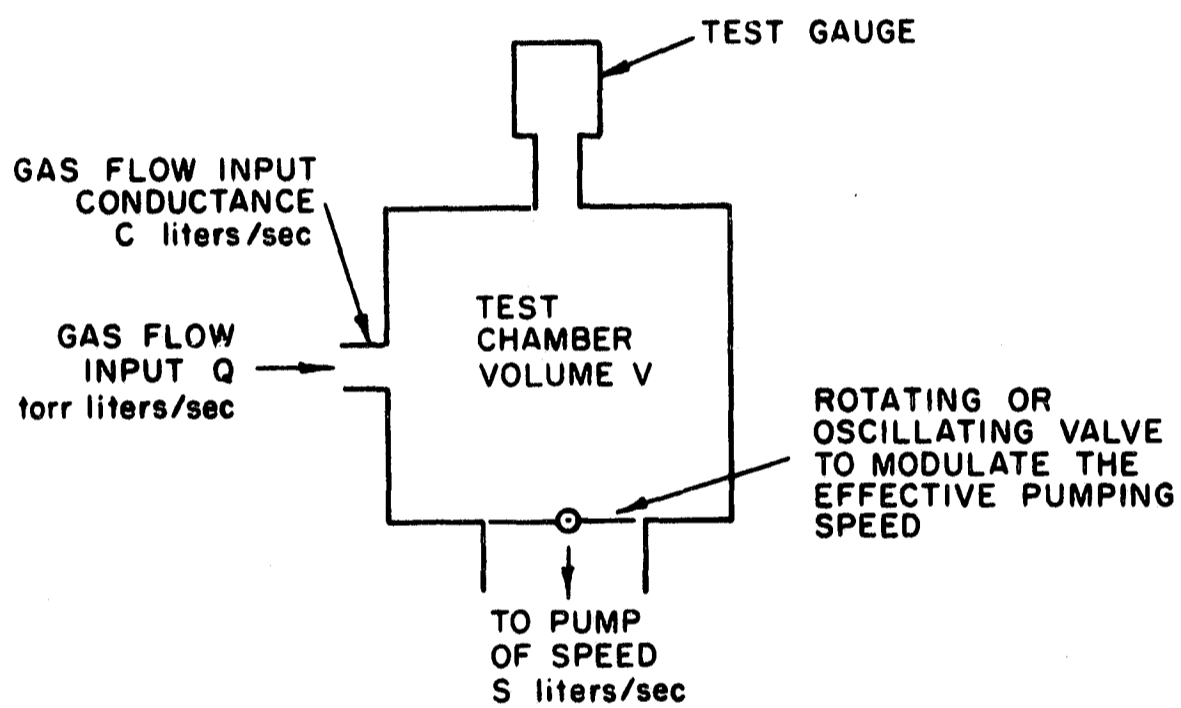 TEST GAUGE
GAS FLOW INPUT
CONDUCTANCE
C liters/sec
GAS FLOW
INPUT Q
torr liters/sec
TEST
CHAMBER
VOLUME V
ROTATING OR
OSCILLATING VALVE
TO MODULATE THE
EFFECTIVE PUMPING
SPEED
TO PUMP
OF SPEED
S liters/sec